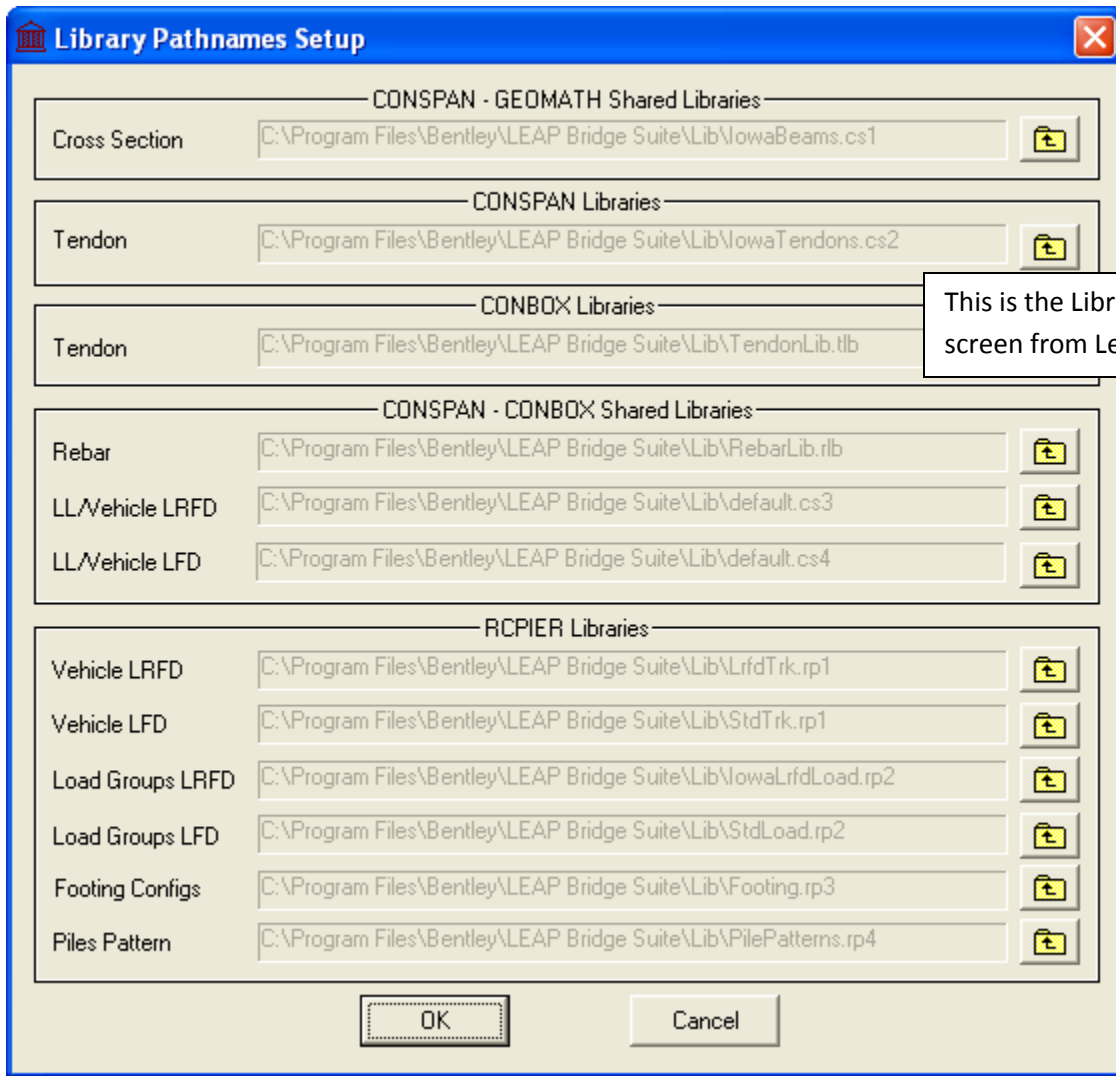 Library Pathnames Setup
CONSPAN - GEOMATH Shared Libraries
Cross Section C:\Program Files\Bentley\LEAP Bridge Suite\Lib\IowaBeams.cs1
CONSPAN Libraries
Tendon C:\Program Files\Bentley\LEAP Bridge Suite\Lib\IowaTendons.cs2
This is the
screen from
CONBOX Libraries
Tendon C:\Program Files\Bentley\LEAP Bridge Suite\Lib\TendonLib.tlb
CONSPAN - CONBOX Shared Libraries
Rebar C:\Program Files\Bentley\LEAP Bridge Suite\Lib\RebarLib.rlb
LL/Vehicle LRFD C:\Program Files\Bentley\LEAP Bridge Suite\Lib\default.cs3
LL/Vehicle LFD C:\Program Files\Bentley\LEAP Bridge Suite\Lib\default.cs4
RCPIER Libraries
Vehicle LRFD C:\Program Files\Bentley\LEAP Bridge Suite\Lib\LrfdTrk.rp1
Vehicle LFD C:\Program Files\Bentley\LEAP Bridge Suite\Lib\StdTrk.rp1
Load Groups LRFD C:\Program Files\Bentley\LEAP Bridge Suite\Lib\IowaLrfdLoad.rp2
Load Groups LFD C:\Program Files\Bentley\LEAP Bridge Suite\Lib\StdLoad.rp2
Footing Configs C:\Program Files\Bentley\LEAP Bridge Suite\Lib\Footing.rp3
Piles Pattern C:\Program Files\Bentley\LEAP Bridge Suite\Lib\PilePatterns.rp4
OK Cancel